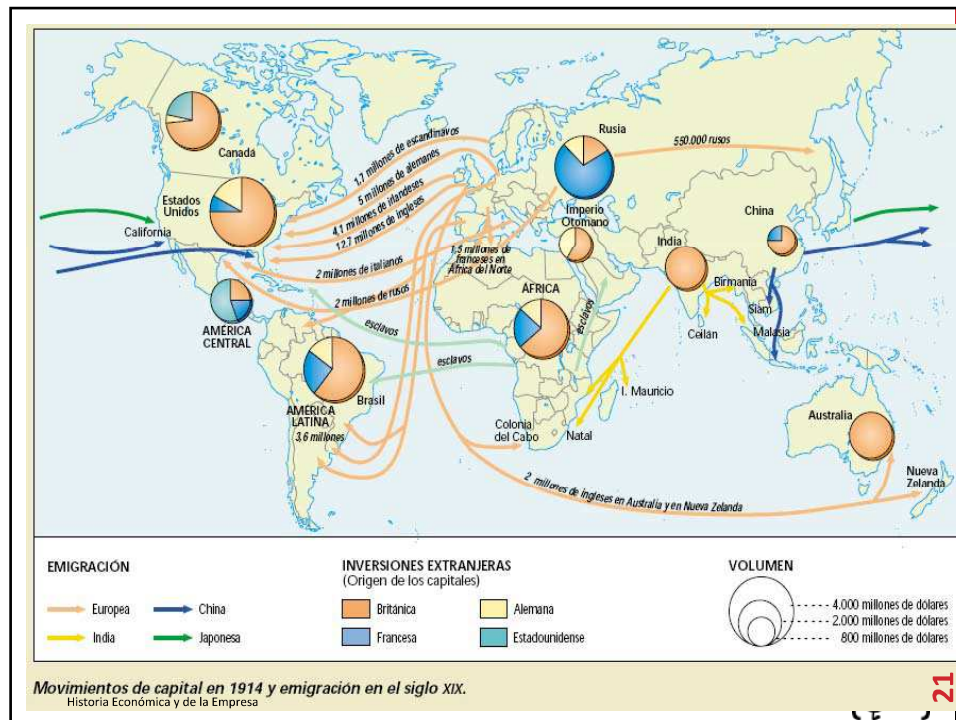 1.7 millones de escandinavos
5 millones de alemanes
4.1 millones de irlandeses
12.7 millones de ingleses
Canadá
Estados
Unidos
California
Rusia
550.000 rusos
Imperio
Otomano
China
India
Birmania
Siam
Ceilán
Malasia
1.5 millones de
franceses en
África del Norte
2 millones de italianos
2 millones de rusos
AMÉRICA
CENTRAL
esclavos
esclavos
esclavos
ÁFRICA
Brasil
AMÉRICA
LATINA
3,6 millones
I. Mauricio
Colonia
del Cabo
Natal
Australia
Nueva
Zelanda
2 millones de ingleses en Australia y en Nueva Zelanda
EMIGRACIÓN
Europea
China
India
Japonesa
INVERSIONES EXTRANJERAS
(Origen de los capitales)
Británica
Alemana
Francesa
Estadounidense
VOLUMEN
4.000 millones de dólares
2.000 millones de dólares
800 millones de dólares
Movimientos de capital en 1914 y emigración en el siglo XIX.
Historia Económica y de la Empresa
21